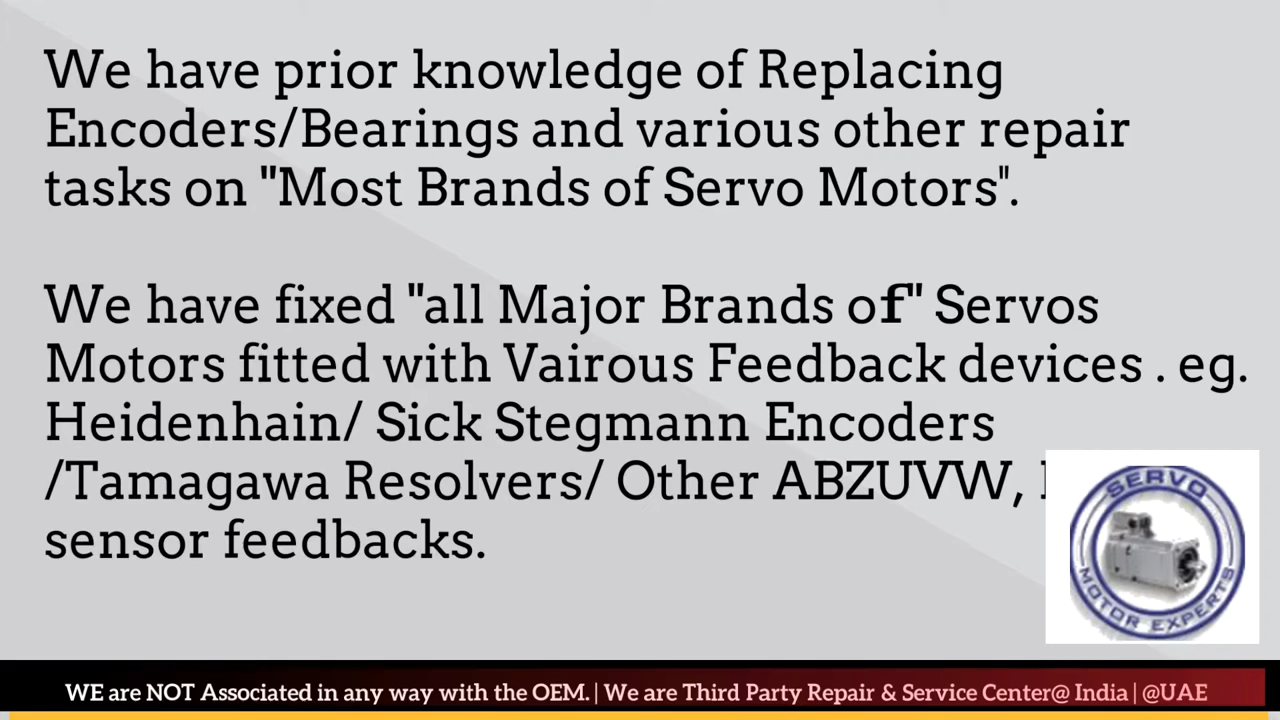 We have prior knowledge of Replacing
Encoders/Bearings and various other repair
tasks on "Most Brands of Servo Motors".
We have fixed "all Major Brands of" Servos
Motors fitted with Vairous Feedback devices . eg.
Heidenhain/ Sick Stegmann Encoders
/Tamagawa Resolvers/ Other ABZUVW,
sensor feedbacks.
SERVO
MOTOR EXPERTS
WE are NOT Associated in any way with the OEM. | We are Third Party Repair & Service Center@ India | @UAE